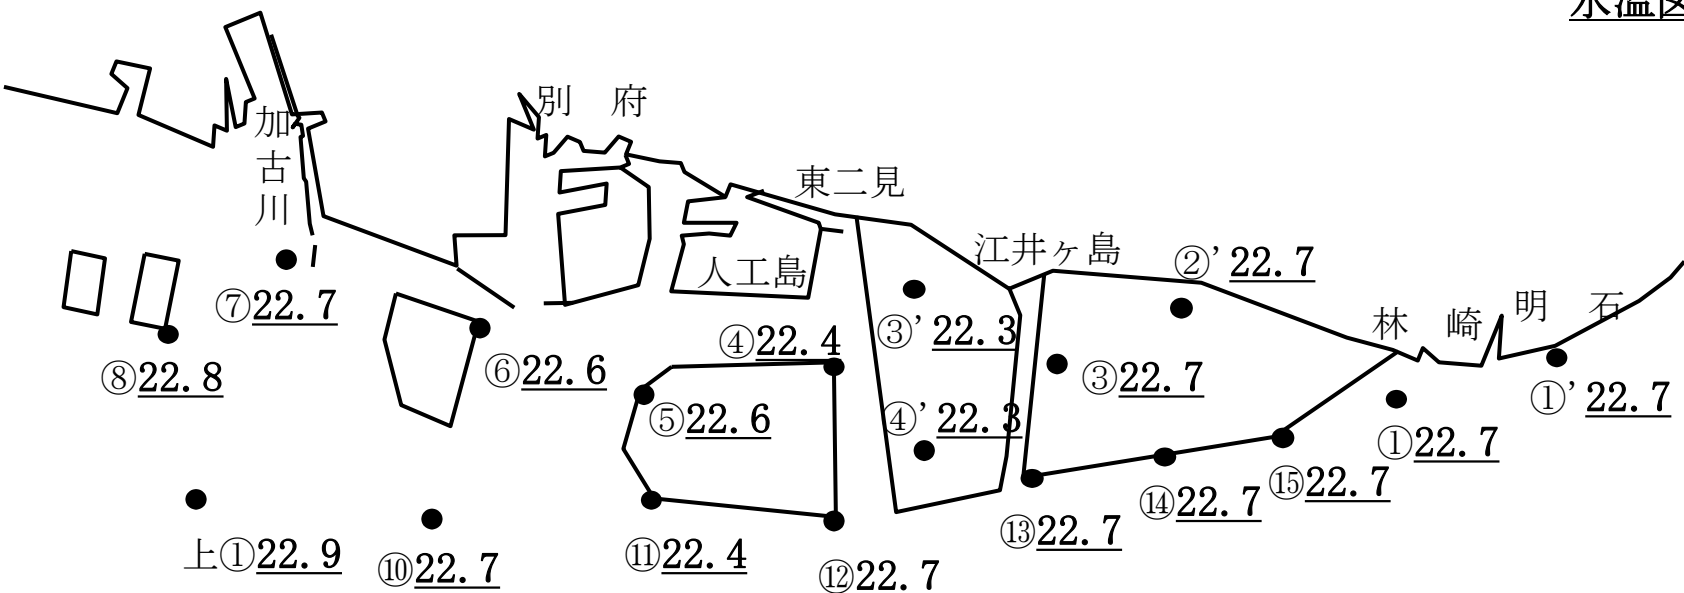 水温図
別府
加古川
東二見
江井ヶ島
②’22.7
人工島
⑦22.7
林崎
明石
③’22.3
④22.4
⑧22.8
⑥22.6
③22.7
①’22.7
⑤22.6
④’22.3
①22.7
⑮22.7
⑭22.7
⑬22.7
上①22.9
⑩22.7
⑪22.4
⑫22.7